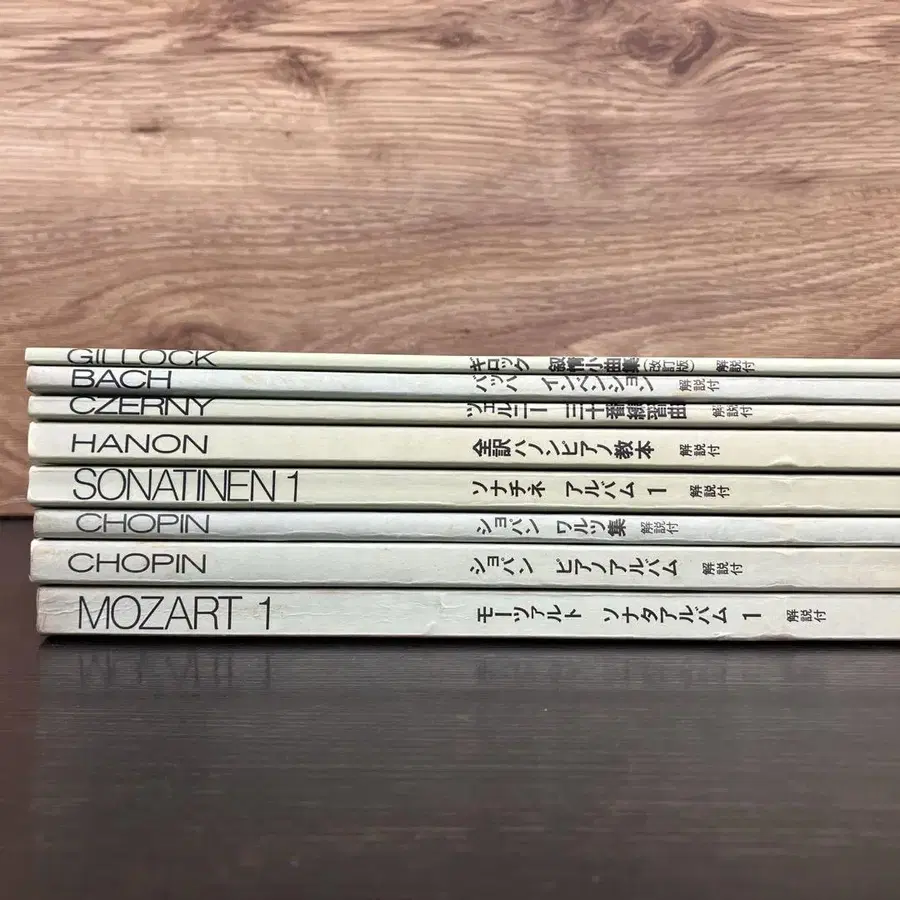 GILLOCK ギロック 叙情小曲集(改訂版) 解説付
BACH バッハ インベンション 解説付
CZERNY ツェルニー 三十番練習曲 解説付
HANON 全訳ハノンピアノ教本 解説付
SONATINEN 1 ソナチネ アルバム 1 解説付
CHOPIN ショパン ワルツ集 解説付
CHOPIN ショパン ピアノアルバム 解説付
MOZART 1 モーツァルト ソナタアルバム 1 解説付